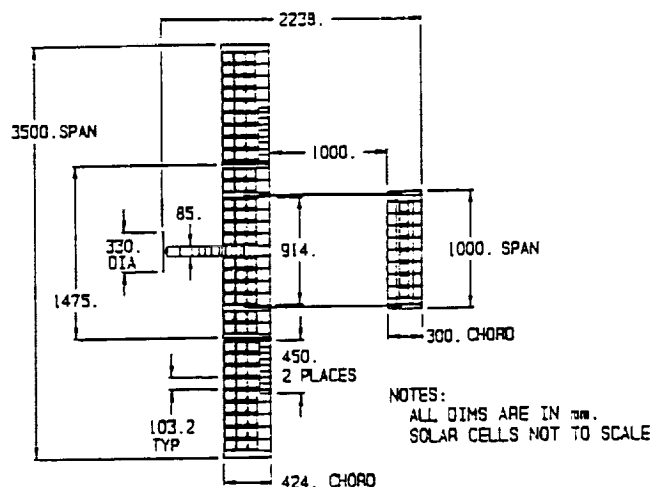 2239.
3500. SPAN
1000.
85.
330.
DIA
914.
1000. SPAN
1475.
300. CHORD
450.
2 PLACES
103.2
TYP
NOTES:
ALL DIMS ARE IN mm.
SOLAR CELLS NOT TO SCALE
424. CHORD